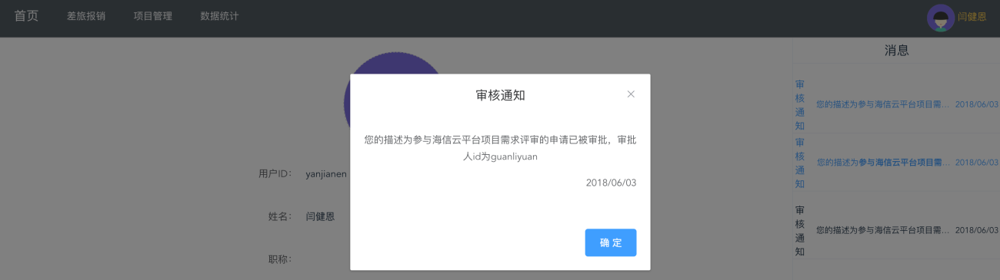 首页 差旅报销 项目管理 数据统计 闫健恩
消息
审核通知
您的描述为参与海信云平台项目需求评审的申请已被审批，审批
人id为guanliyuan
2018/06/03
确 定
用户ID： yanjianen
姓名： 闫健恩
职称：
审
核
通
知
您的描述为参与海信云平台项目需... 2018/06/03
审
核
通
知
您的描述为参与海信云平台项目需... 2018/06/03
审
核
通
知
您的描述为参与海信云平台项目需... 2018/06/03